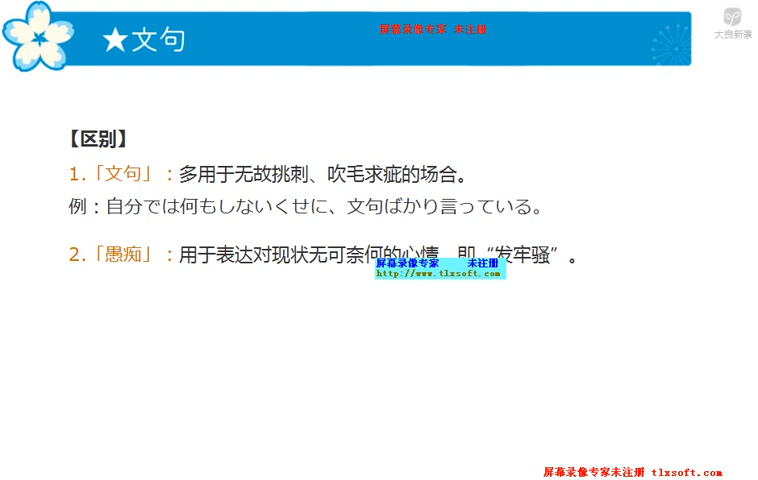 ★文句
屏幕录像专家 未注册
大良新素
【区别】
1.「文句」：多用于无故挑刺、吹毛求疵的场合。
例：自分では何もしないくせに、文句ばかり言っている。
2.「愚痴」：用于表达对现状无可奈何的心情，即“发牢骚”。
屏幕录像专家 未注册
http://www.tlxsoft.com
屏幕录像专家未注册 tlxsoft.com